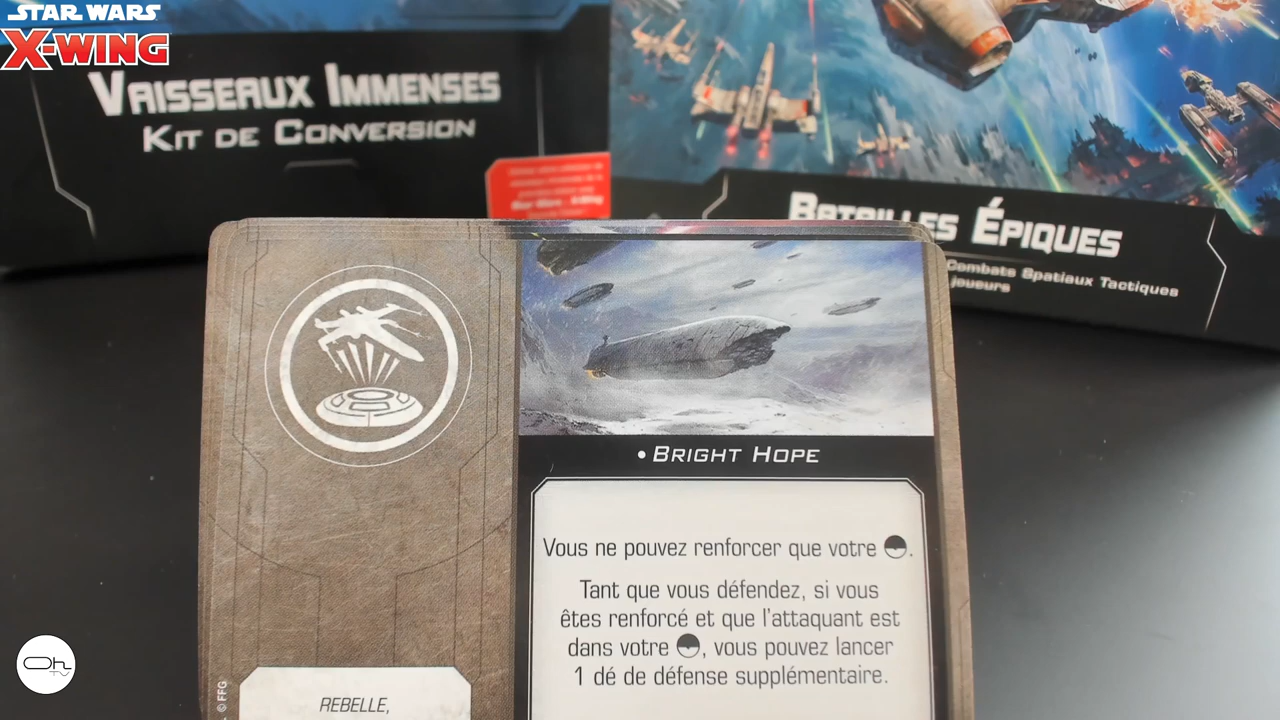 STAR WARS
X-WING
VAISSEAUX IMMENSES
KIT DE CONVERSION
BATAILLES ÉPIQUES
Combats Spatiaux Tactiques
joueurs
• BRIGHT HOPE
Vous ne pouvez renforcer que votre .
Tant que vous défendez, si vous
êtes renforcé et que l'attaquant est
dans votre , vous pouvez lancer
1 dé de défense supplémentaire.
REBELLE,
© FFG
Oh
TV